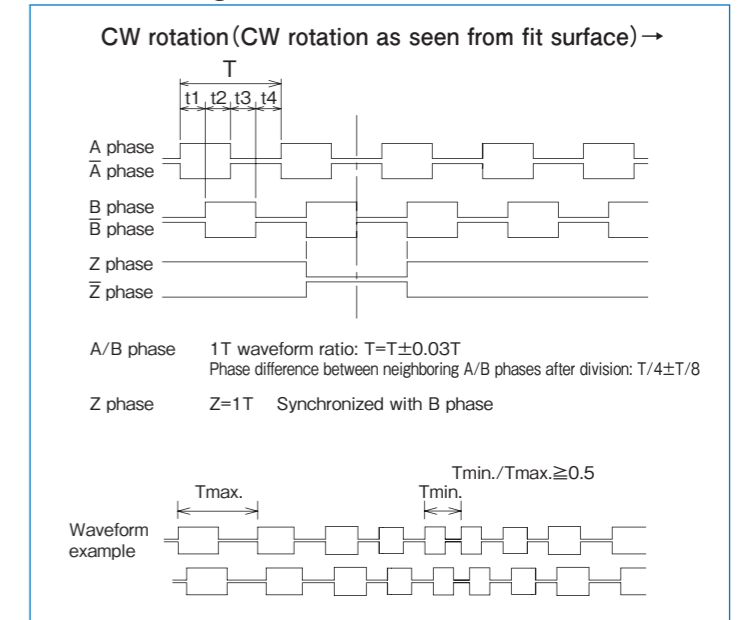 CW rotation(CW rotation as seen from fit surface)→
T
t1 t2 t3 t4
A phase
A̅ phase
B phase
B̅ phase
Z phase
Z̅ phase
A/B phase 1T waveform ratio: T=T±0.03T
Phase difference between neighboring A/B phases after division: T/4±T/8
Z phase Z=1T Synchronized with B phase
Tmin./Tmax.≧0.5
Tmax. Tmin.
Waveform
example